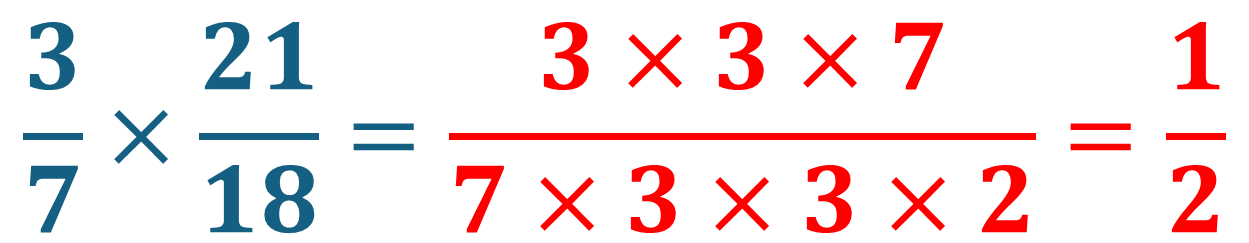 3/7 × 21/18 = (3 × 3 × 7)/(7 × 3 × 3 × 2) = 1/2